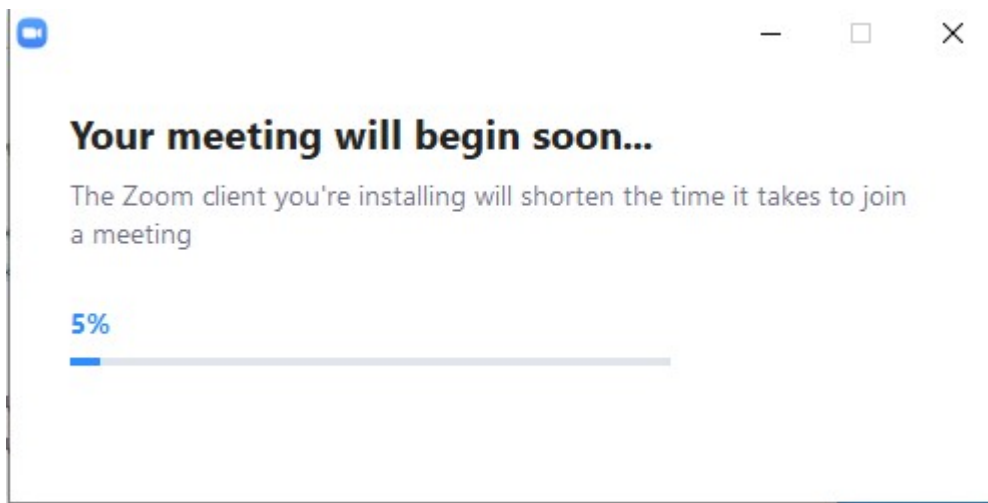 Your meeting will begin soon...
The Zoom client you're installing will shorten the time it takes to join
a meeting
5%